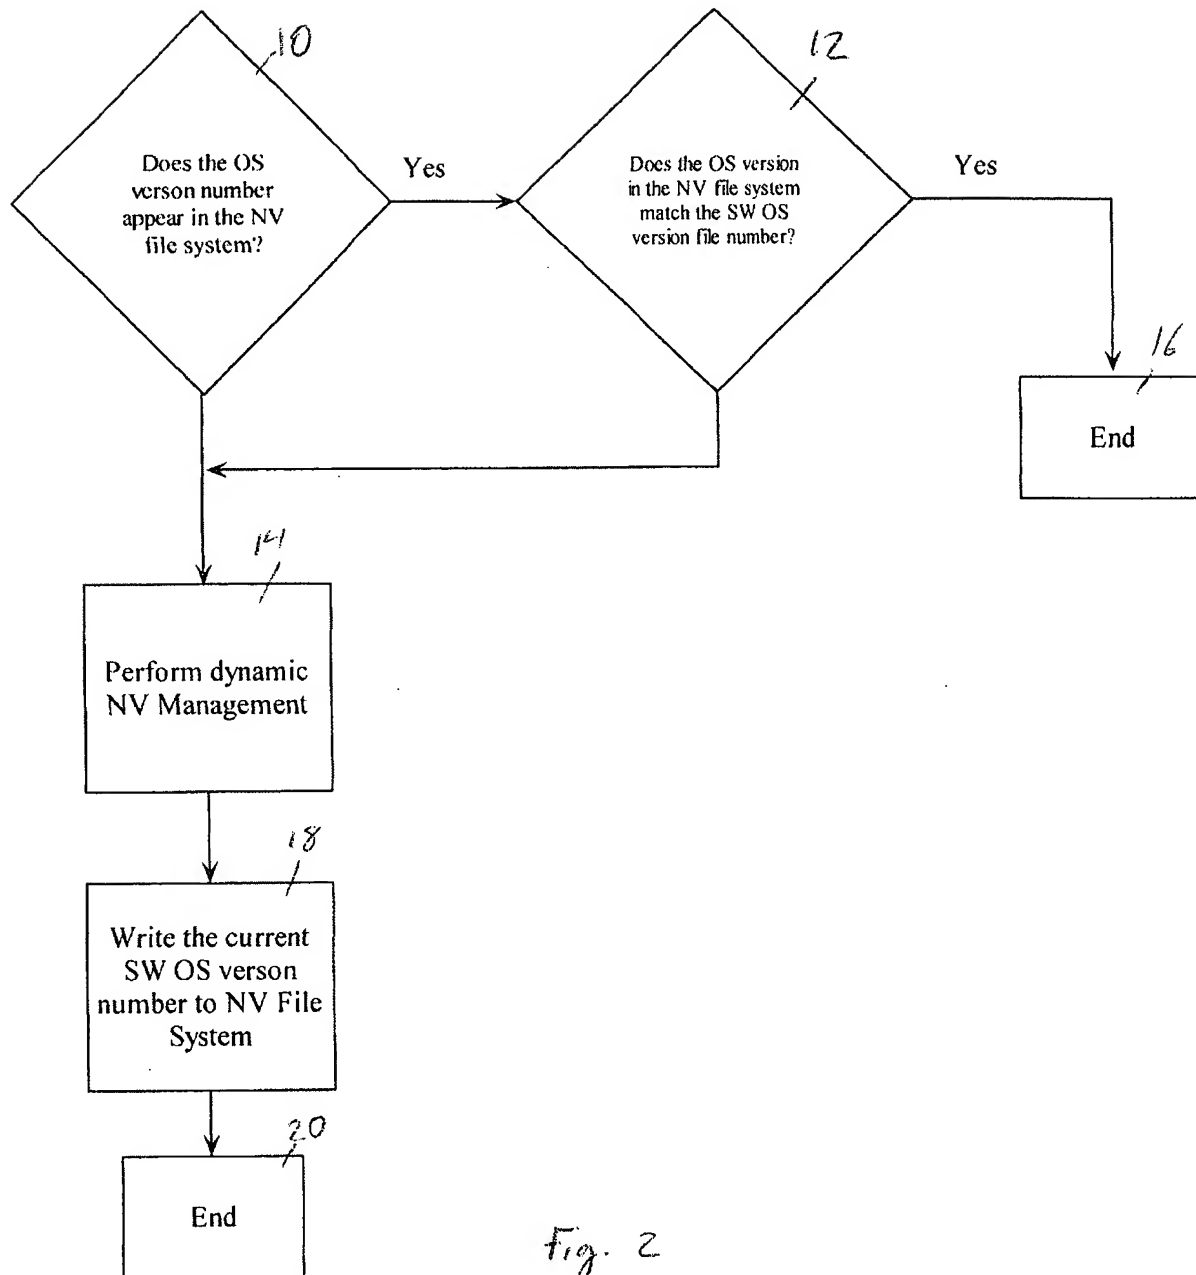 10
Does the OS
verson number
appear in the NV
file system?
Yes
12
Does the OS version
in the NV file system
match the SW OS
version file number?
Yes
16
End
14
Perform dynamic
NV Management
18
Write the current
SW OS verson
number to NV File
System
20
End
Fig. 2